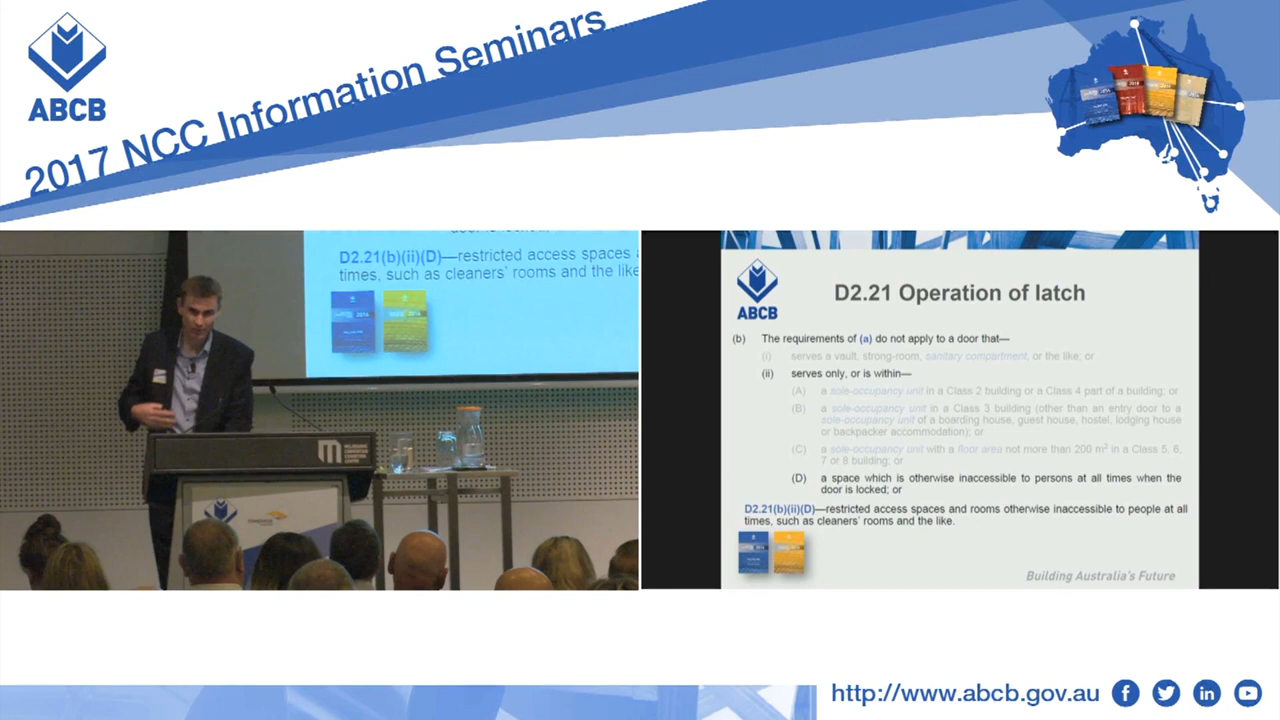 ABCB
2017 NCC Information Seminars
D2.21(b)(ii)(D)—restricted access spaces
times, such as cleaners' rooms and the like
MELBOURNE
CONVENTION
EXHIBITION
CENTRE
ABCB
D2.21 Operation of latch
(b) The requirements of (a) do not apply to a door that—
(i) serves a vault, strong-room, sanitary compartment, or the like; or
(ii) serves only, or is within—
(A) a sole-occupancy unit in a Class 2 building or a Class 4 part of a building; or
(B) a sole-occupancy unit in a Class 3 building (other than an entry door to a
sole-occupancy unit of a boarding house, guest house, hostel, lodging house
or backpacker accommodation); or
(C) a sole-occupancy unit with a floor area not more than 200 m² in a Class 5, 6,
7 or 8 building; or
(D) a space which is otherwise inaccessible to persons at all times when the
door is locked; or
D2.21(b)(ii)(D)—restricted access spaces and rooms otherwise inaccessible to people at all
times, such as cleaners' rooms and the like.
Building Australia's Future
http://www.abcb.gov.au